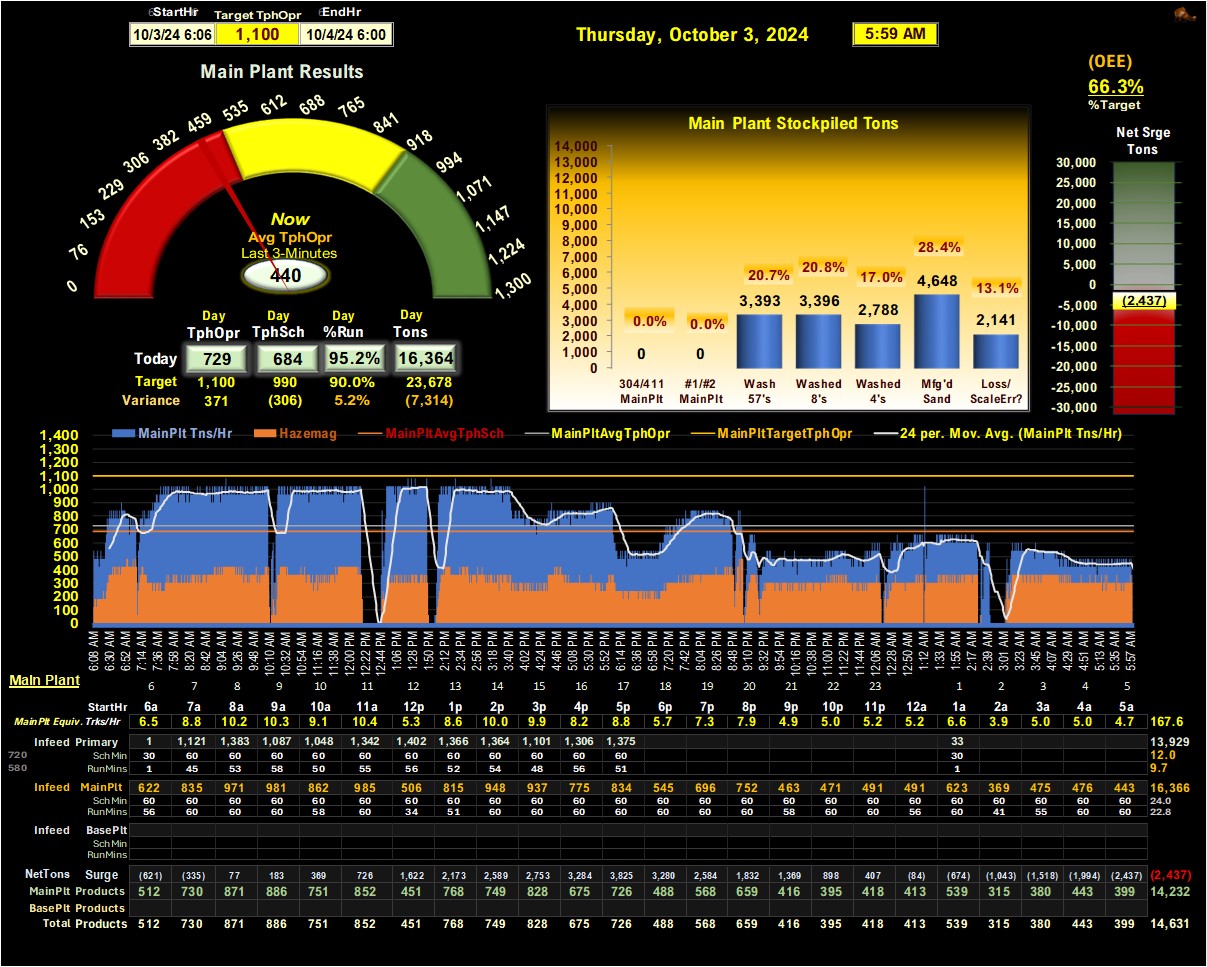 StartHr Target TphOpr EndHr
10/3/24 6:06 1,100 10/4/24 6:00
Thursday, October 3, 2024 5:59 AM
(OEE)
66.3%
%Target
Main Plant Results
0 76 153 229 306 382 459 535 612 688 765 841 918 994 1,071 1,147 1,224 1,300
Now
Avg TphOpr
Last 3-Minutes
440
Day Day Day Day
TphOpr TphSch %Run Tons
Today 729 684 95.2% 16,364
Target 1,100 990 90.0% 23,678
Variance 371 (306) 5.2% (7,314)
Main Plant Stockpiled Tons
14,000
13,000
12,000
11,000
10,000
9,000
8,000
7,000
6,000
5,000
4,000
3,000
2,000
1,000
0
0.0% 0.0% 20.7% 20.8% 17.0% 28.4% 13.1%
0 0 3,393 3,396 2,788 4,648 2,141
304/411 #1/#2 Wash Washed Washed Mfg'd Loss/
MainPlt MainPlt 57's 8's 4's Sand ScaleErr?
Net Srge
Tons
30,000
25,000
20,000
15,000
10,000
5,000
0
(2,437)
-5,000
-10,000
-15,000
-20,000
-25,000
-30,000
MainPlt Tns/Hr Hazemag MainPltAvgTphSch MainPltAvgTphOpr MainPltTargetTphOpr 24 per. Mov. Avg. (MainPlt Tns/Hr)
1,400
1,300
1,200
1,100
1,000
900
800
700
600
500
400
300
200
100
0
6:08 AM 6:30 AM 6:52 AM 7:14 AM 7:36 AM 7:58 AM 8:20 AM 8:42 AM 9:04 AM 9:26 AM 9:48 AM 10:10 AM 10:32 AM 10:54 AM 11:16 AM 11:38 AM 12:00 PM 12:22 PM 12:44 PM 1:06 PM 1:28 PM 1:50 PM 2:12 PM 2:34 PM 2:56 PM 3:18 PM 3:40 PM 4:02 PM 4:24 PM 4:46 PM 5:08 PM 5:30 PM 5:52 PM 6:14 PM 6:36 PM 6:58 PM 7:20 PM 7:42 PM 8:04 PM 8:26 PM 8:48 PM 9:10 PM 9:32 PM 9:54 PM 10:16 PM 10:38 PM 11:00 PM 11:22 PM 11:44 PM 12:06 AM 12:28 AM 12:50 AM 1:12 AM 1:33 AM 1:55 AM 2:17 AM 2:39 AM 3:01 AM 3:23 AM 3:45 AM 4:07 AM 4:29 AM 4:51 AM 5:13 AM 5:35 AM 5:57 AM
Main Plant 6 7 8 9 10 11 12 13 14 15 16 17 18 19 20 21 22 23 1 2 3 4 5
StartHr 6a 7a 8a 9a 10a 11a 12p 1p 2p 3p 4p 5p 6p 7p 8p 9p 10p 11p 12a 1a 2a 3a 4a 5a
MainPlt Equiv. Trks/Hr 6.5 8.8 10.2 10.3 9.1 10.4 5.3 8.6 10.0 9.9 8.2 8.8 5.7 7.3 7.9 4.9 5.0 5.2 5.2 6.6 3.9 5.0 5.0 4.7 167.6
Infeed Primary 1 1,121 1,383 1,087 1,048 1,342 1,402 1,366 1,364 1,101 1,306 1,375 33 13,929
720 SchMin 30 60 60 60 60 60 60 60 60 60 60 60 30 12.0
580 RunMins 1 45 53 58 50 55 56 52 54 48 56 51 1 9.7
Infeed MainPlt 622 835 971 981 862 985 506 815 948 937 775 834 545 696 752 463 471 491 491 623 369 475 476 443 16,366
SchMin 60 60 60 60 60 60 60 60 60 60 60 60 60 60 60 60 60 60 60 60 60 60 60 60 24.0
RunMins 56 60 60 60 58 60 34 51 60 60 60 60 60 60 60 58 60 60 56 60 41 55 60 60 22.8
Infeed BasePlt
SchMin
RunMins
NetTons Surge (621) (335) 77 183 369 726 1,622 2,173 2,589 2,753 3,284 3,825 3,280 2,584 1,832 1,369 898 407 (84) (674) (1,043) (1,518) (1,994) (2,437) (2,437)
MainPlt Products 512 730 871 886 751 852 451 768 749 828 675 726 488 568 659 416 395 418 413 539 315 380 443 399 14,232
BasePlt Products
Total Products 512 730 871 886 751 852 451 768 749 828 675 726 488 568 659 416 395 418 413 539 315 380 443 399 14,631